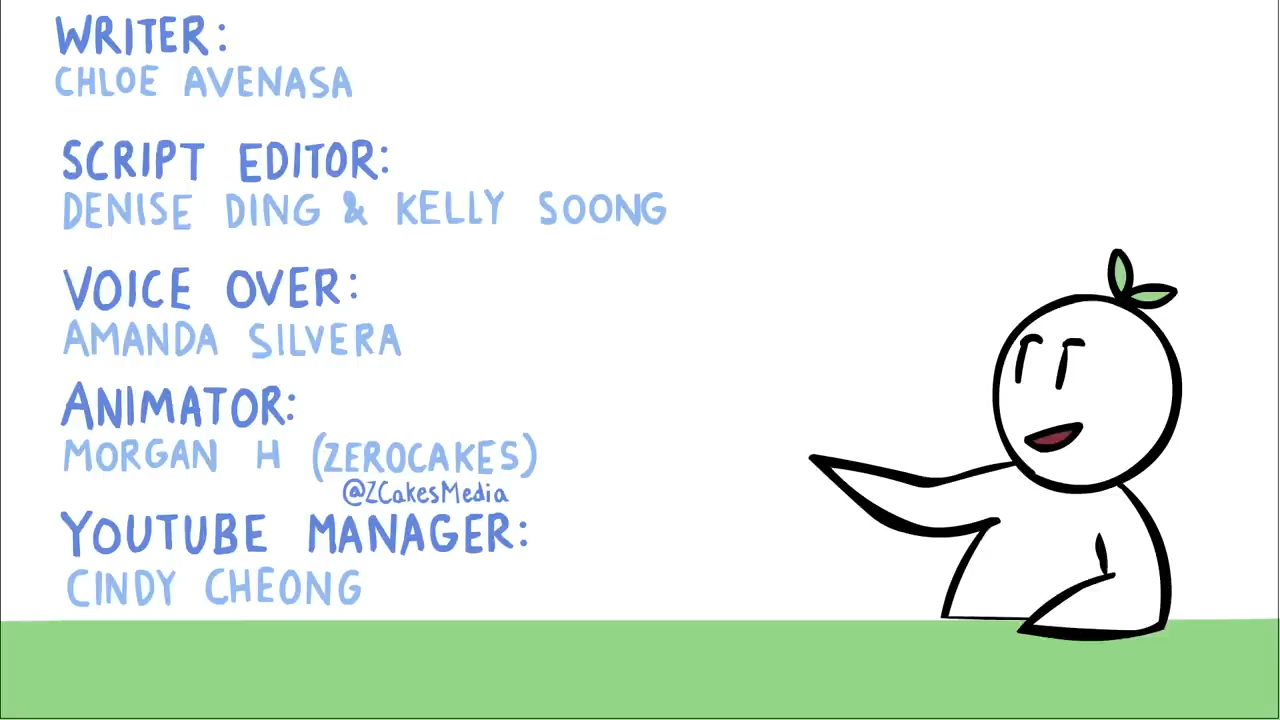 WRITER:
CHLOE AVENASA
SCRIPT EDITOR:
DENISE DING & KELLY SOONG
VOICE OVER:
AMANDA SILVERA
ANIMATOR:
MORGAN H (ZEROCAKES)
@ZCakesMedia
YOUTUBE MANAGER:
CINDY CHEONG